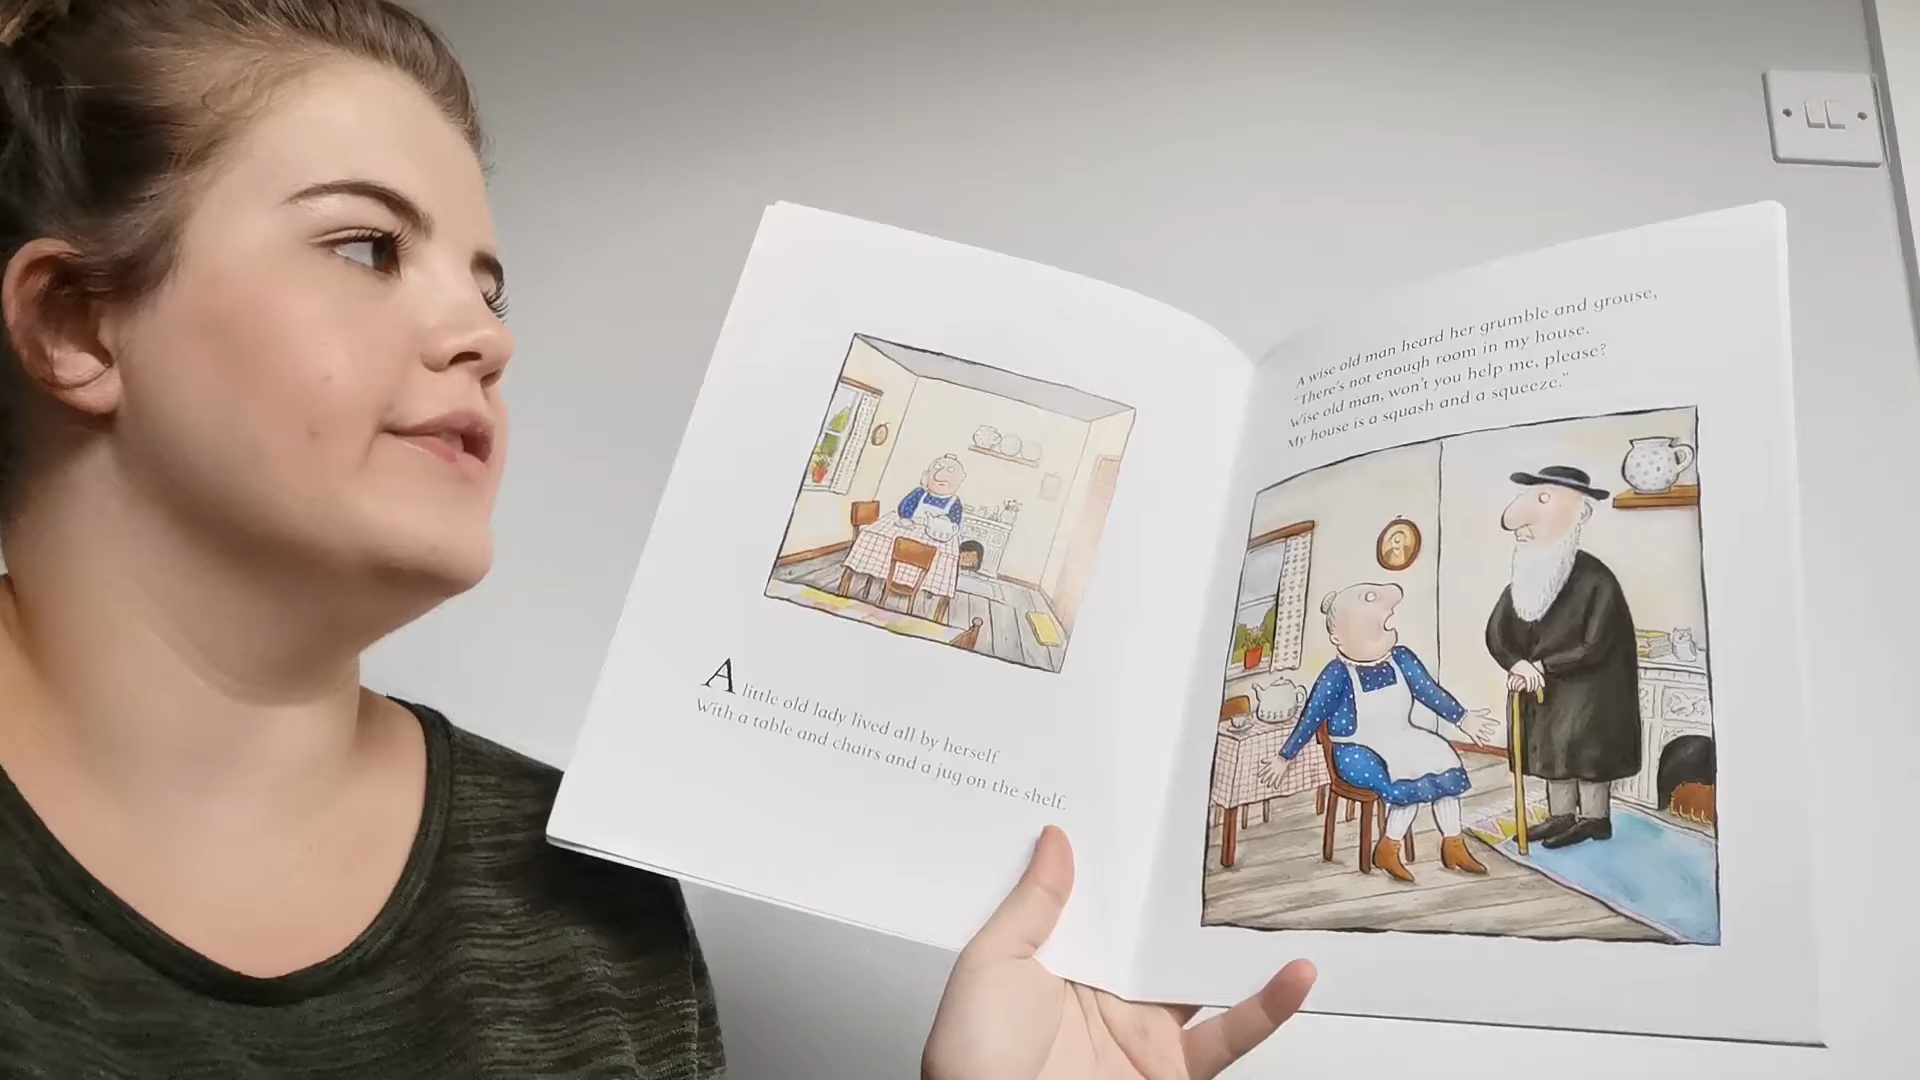 A little old lady lived all by herself
With a table and chairs and a jug on the shelf.
A wise old man heard her grumble and grouse,
"There's not enough room in my house.
Wise old man, won't you help me, please?
My house is a squash and a squeeze."